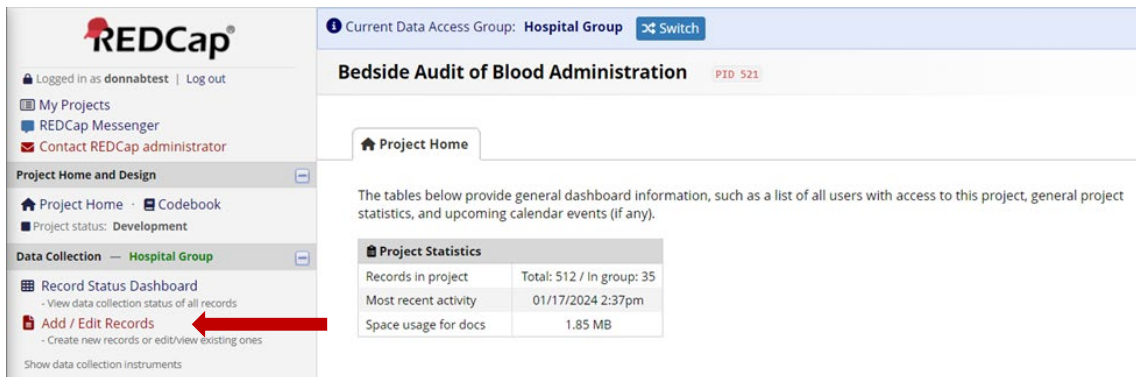 REDCap®
Logged in as donnabtest | Log out
My Projects
REDCap Messenger
Contact REDCap administrator
Project Home and Design
Project Home · Codebook
Project status: Development
Data Collection — Hospital Group
Record Status Dashboard
- View data collection status of all records
Add / Edit Records
- Create new records or edit/view existing ones
Show data collection instruments
Current Data Access Group: Hospital Group Switch
Bedside Audit of Blood Administration PID 521
Project Home
The tables below provide general dashboard information, such as a list of all users with access to this project, general project
statistics, and upcoming calendar events (if any).
Project Statistics
Records in project Total: 512 / In group: 35
Most recent activity 01/17/2024 2:37pm
Space usage for docs 1.85 MB